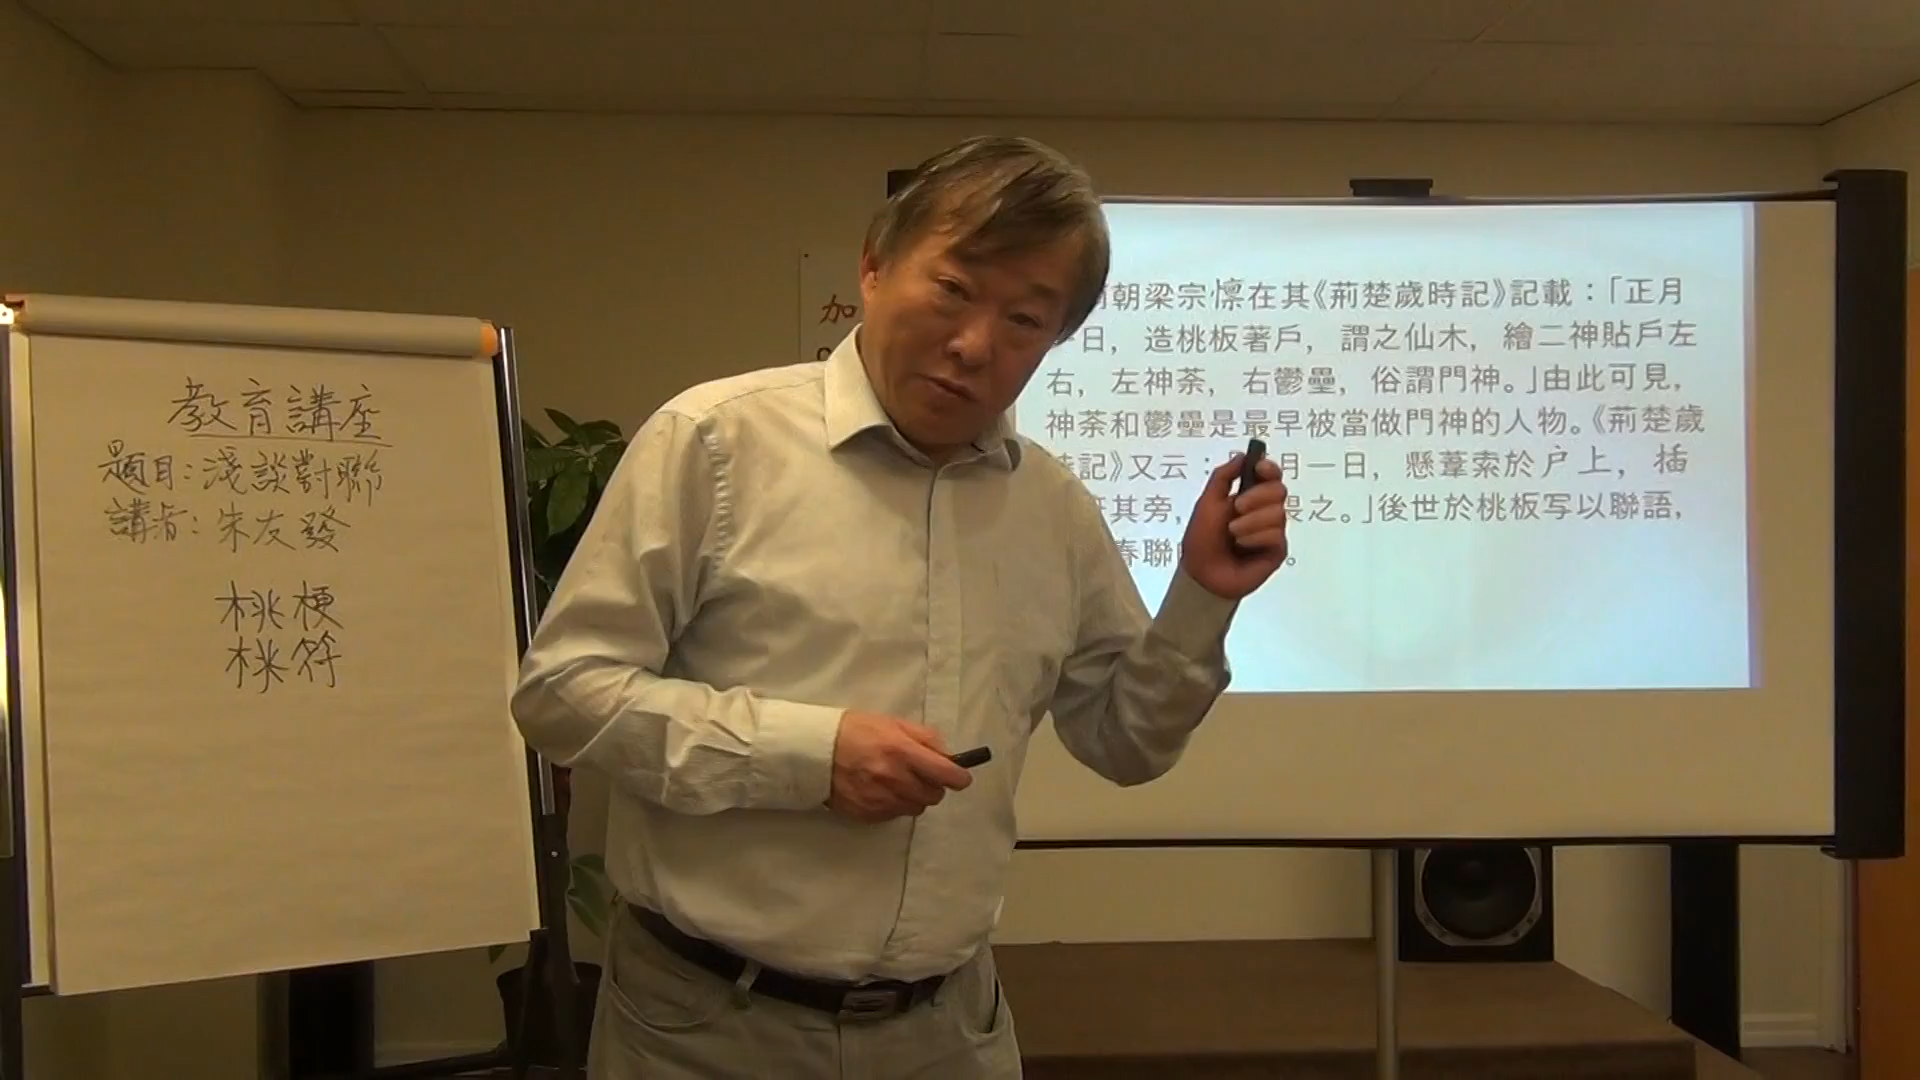 教育講座
題目:淺談對聯
講者:朱友發
桃梗
桃符
加
朝梁宗懍在其《荊楚歲時記》記載:「正月
日,造桃板著戶,謂之仙木,繪二神貼戶左
右,左神荼,右鬱壘,俗謂門神。」由此可見,
神荼和鬱壘是最早被當做門神的人物。《荊楚歲
記》又云: 月一日,懸葦索於户上,插
其旁, 畏之。」後世於桃板写以聯語,
春聯 。